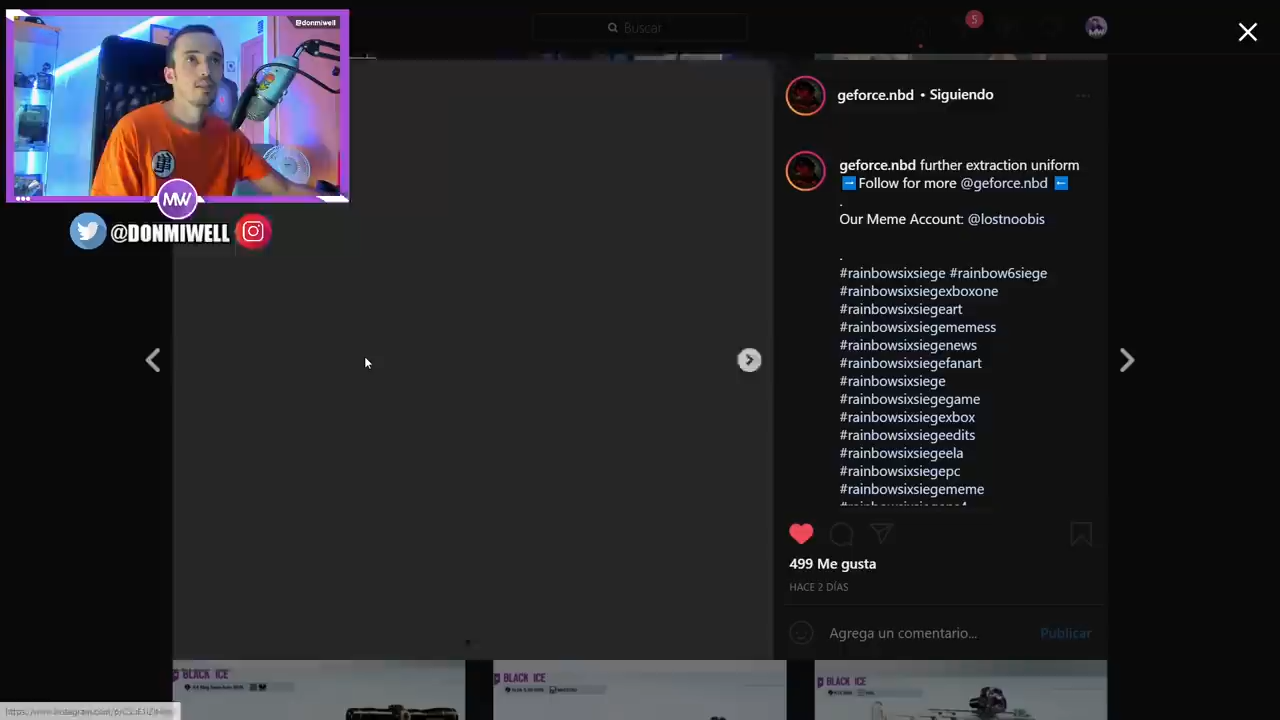 @donmiwell
Buscar
5
geforce.nbd • Siguiendo
geforce.nbd further extraction uniform
➡Follow for more @geforce.nbd ⬅
.
Our Meme Account: @lostnoobis
.
#rainbowsixsiege #rainbow6siege
#rainbowsixsiegexboxone
#rainbowsixsiegeart
#rainbowsixsiegememess
#rainbowsixsiegenews
#rainbowsixsiegefanart
#rainbowsixsiege
#rainbowsixsiegegame
#rainbowsixsiegexbox
#rainbowsixsiegeedits
#rainbowsixsiegeela
#rainbowsixsiegepc
#rainbowsixsiegememe
MW
@DONMIWELL
499 Me gusta
HACE 2 DÍAS
Agrega un comentario... Publicar
BLACK ICE
BLACK ICE
BLACK ICE